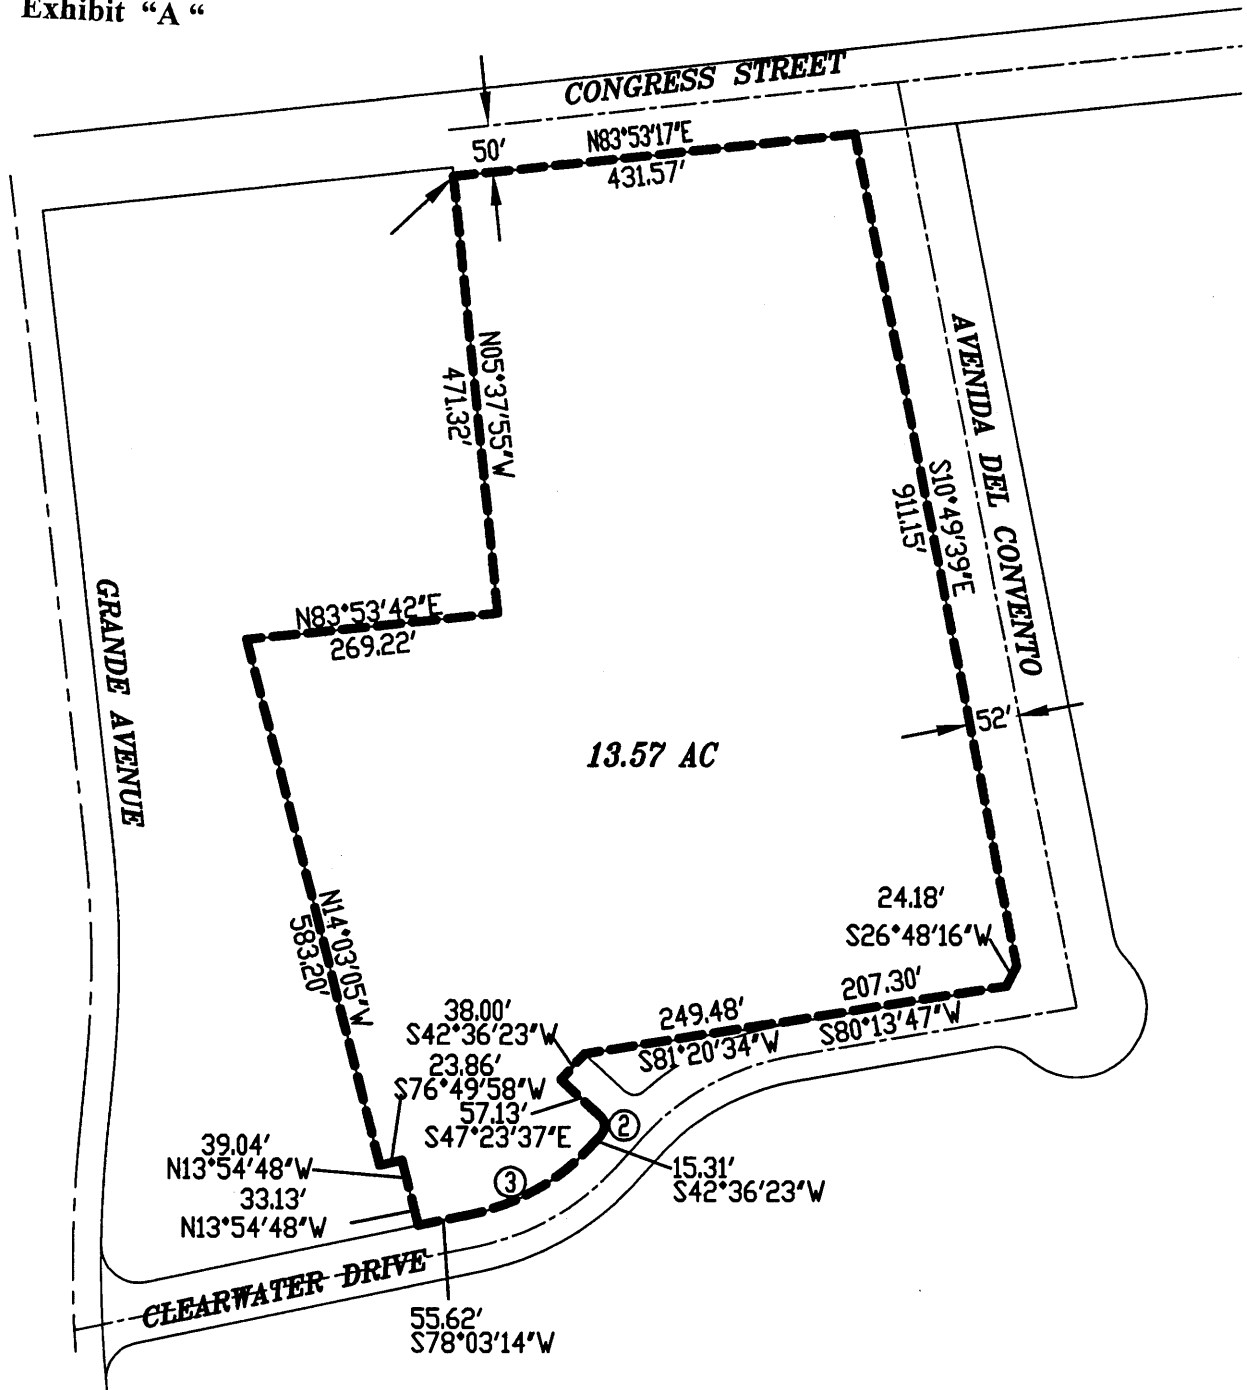 Exhibit “A “
CONGRESS STREET
50'
N83°53'17"E
431.57'
N05°37'55"W
471.32'
AVENIDA DEL CONVENTO
S10°49'39"E
911.15'
GRANDE AVENUE
N83°53'42"E
269.22'
52'
13.57 AC
N14°03'05"W
583.20'
24.18'
S26°48'16"W
207.30'
S80°13'47"W
249.48'
S81°20'34"W
38.00'
S42°36'23"W
23.86'
S76°49'58"W
57.13'
S47°23'37"E
2
39.04'
N13°54'48"W
15.31'
S42°36'23"W
3
33.13'
N13°54'48"W
CLEARWATER DRIVE
55.62'
S78°03'14"W